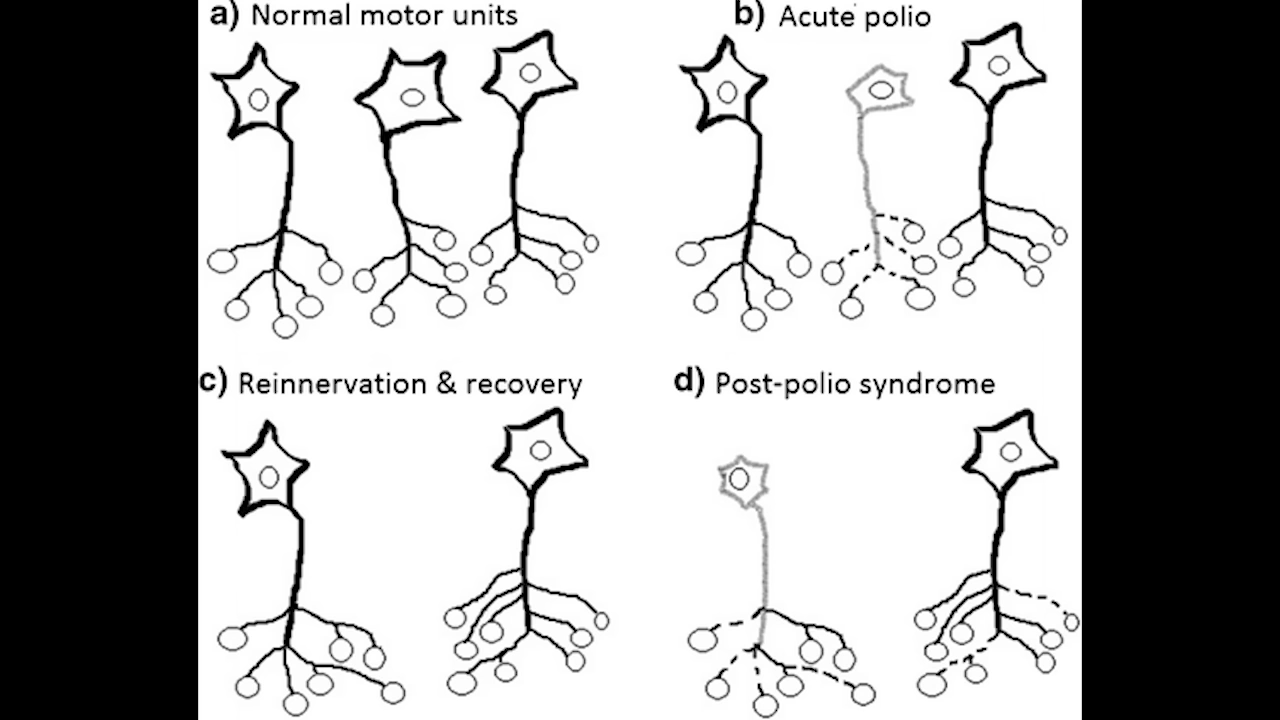 a) Normal motor units
b) Acute polio
c) Reinnervation & recovery
d) Post-polio syndrome